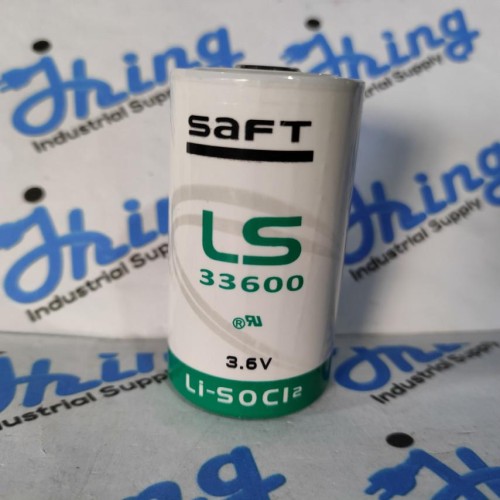 Jhing
Industrial Supply
SAFT
LS
33600
3.6V
Li-SOCl2